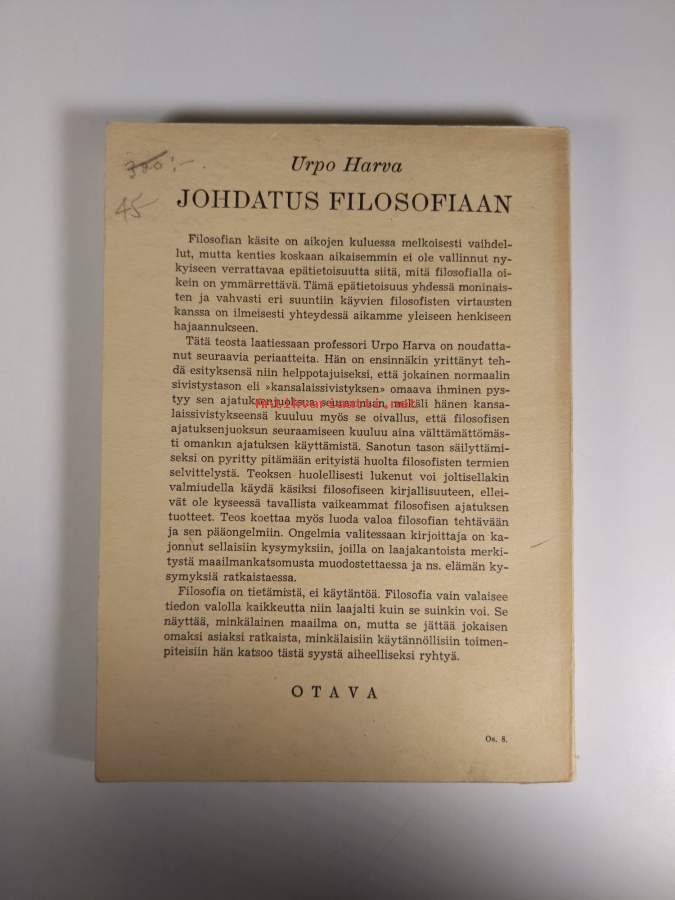 300:-.
45-
Urpo Harva
JOHDATUS FILOSOFIAAN
Filosofian käsite on aikojen kuluessa melkoisesti vaihdel-
lut, mutta kenties koskaan aikaisemmin ei ole vallinnut ny-
kyiseen verrattavaa epätietoisuutta siitä, mitä filosofialla oi-
kein on ymmärrettävä. Tämä epätietoisuus yhdessä moninais-
ten ja vahvasti eri suuntiin käyvien filosofisten virtausten
kanssa on ilmeisesti yhteydessä aikamme yleiseen henkiseen
hajaannukseen.
Tätä teosta laatiessaan professori Urpo Harva on noudatta-
nut seuraavia periaatteita. Hän on ensinnäkin yrittänyt teh-
dä esityksensä niin helppotajuiseksi, että jokainen normaalin
sivistystason eli »kansalaissivistyksen» omaava ihminen pys-
tyy sen ajatuksenjuoksua seuraamaan, mikäli hänen kansa-
Antikvariaatti.net
laissivistykseensä kuuluu myös se oivallus, että filosofisen
ajatuksenjuoksun seuraamiseen kuuluu aina välttämättömäs-
ti omankin ajatuksen käyttämistä. Sanotun tason säilyttämi-
seksi on pyritty pitämään erityistä huolta filosofisten termien
selvittelystä. Teoksen huolellisesti lukenut voi joltisellakin
valmiudella käydä käsiksi filosofiseen kirjallisuuteen, ellei-
vät ole kyseessä tavallista vaikeammat filosofisen ajatuksen
tuotteet. Teos koettaa myös luoda valoa filosofian tehtävään
ja sen pääongelmiin. Ongelmia valitessaan kirjoittaja on ka-
jonnut sellaisiin kysymyksiin, joilla on laajakantoista merki-
tystä maailmankatsomusta muodostettaessa ja ns. elämän ky-
symyksiä ratkaistaessa.
Filosofia on tietämistä, ei käytäntöä. Filosofia vain valaisee
tiedon valolla kaikkeutta niin laajalti kuin se suinkin voi. Se
näyttää, minkälainen maailma on, mutta se jättää jokaisen
omaksi asiaksi ratkaista, minkälaisiin käytännöllisiin toimen-
piteisiin hän katsoo tästä syystä aiheelliseksi ryhtyä.
OTAVA
Os. 8.